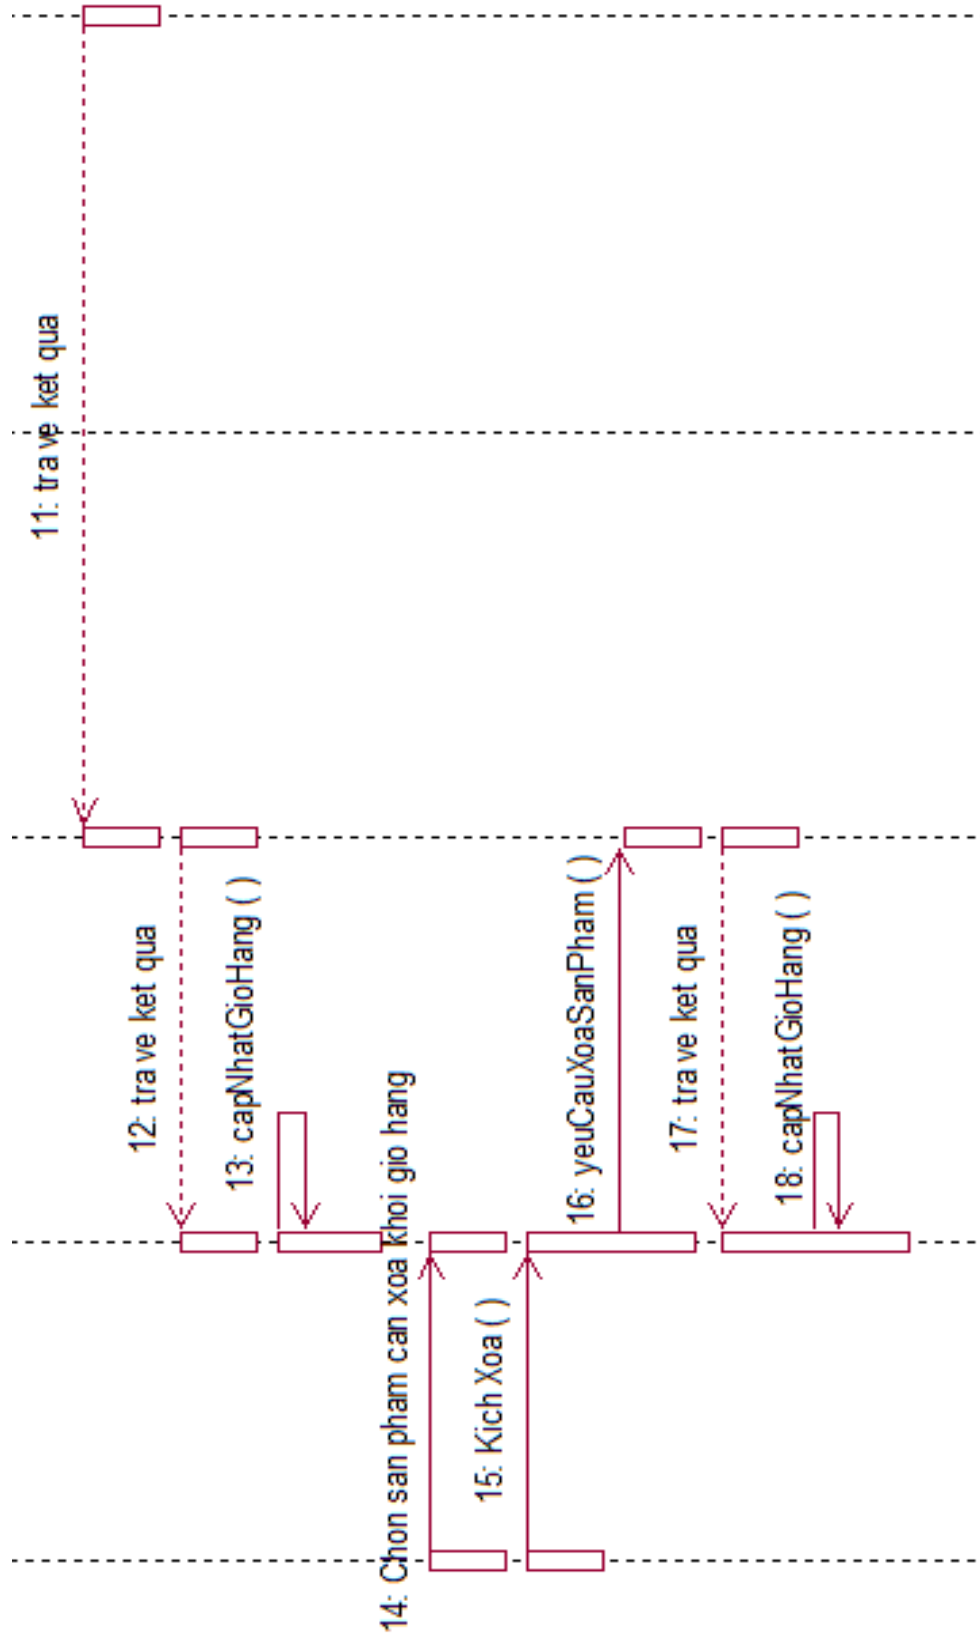 11: tra ve ket qua
12: tra ve ket qua
13: capNhatGioHang ( )
14: Chon san pham can xoa khoi gio hang
15: Kich Xoa ( )
16: yeuCauXoaSanPham ( )
17: tra ve ket qua
18: capNhatGioHang ( )